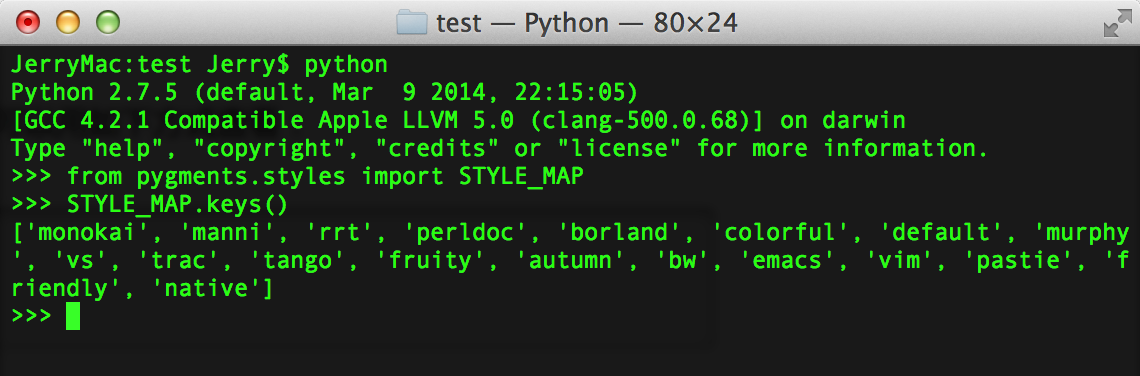 test — Python — 80×24
JerryMac:test Jerry$ python
Python 2.7.5 (default, Mar  9 2014, 22:15:05)
[GCC 4.2.1 Compatible Apple LLVM 5.0 (clang-500.0.68)] on darwin
Type "help", "copyright", "credits" or "license" for more information.
>>> from pygments.styles import STYLE_MAP
>>> STYLE_MAP.keys()
['monokai', 'manni', 'rrt', 'perldoc', 'borland', 'colorful', 'default', 'murphy
', 'vs', 'trac', 'tango', 'fruity', 'autumn', 'bw', 'emacs', 'vim', 'pastie', 'f
riendly', 'native']
>>>